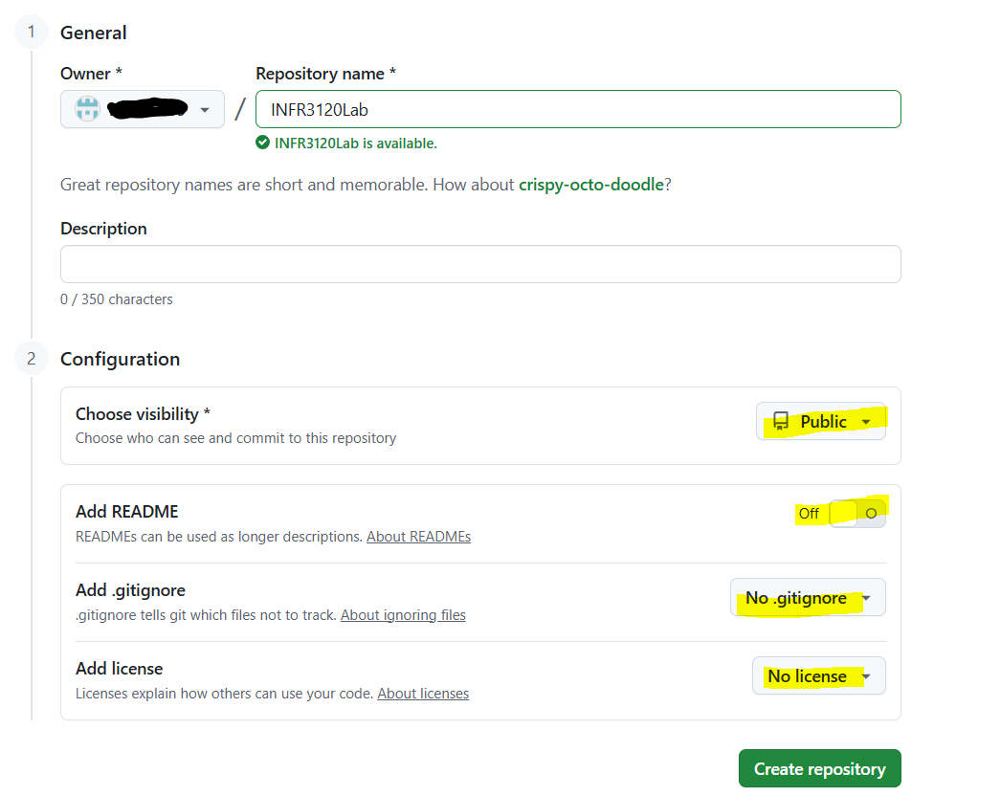 1 General
Owner * Repository name *
/ INFR3120Lab
INFR3120Lab is available.
Great repository names are short and memorable. How about crispy-octo-doodle?
Description
0 / 350 characters
2 Configuration
Choose visibility * Public
Choose who can see and commit to this repository
Add README Off
READMEs can be used as longer descriptions. About READMEs
Add .gitignore No .gitignore
.gitignore tells git which files not to track. About ignoring files
Add license No license
Licenses explain how others can use your code. About licenses
Create repository